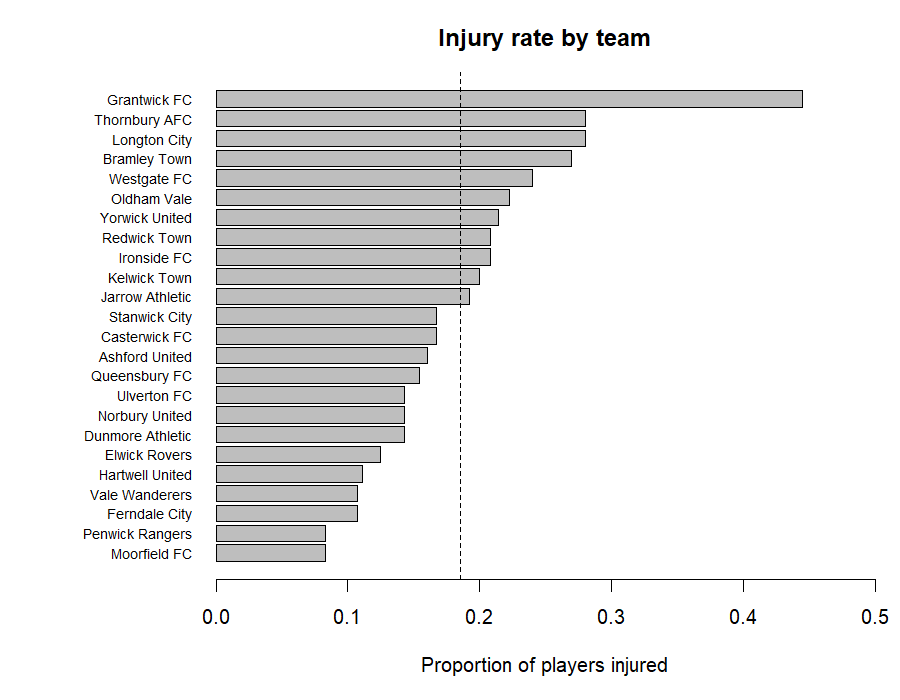 Injury rate by team
Grantwick FC
Thornbury AFC
Longton City
Bramley Town
Westgate FC
Oldham Vale
Yorwick United
Redwick Town
Ironside FC
Kelwick Town
Jarrow Athletic
Stanwick City
Casterwick FC
Ashford United
Queensbury FC
Ulverton FC
Norbury United
Dunmore Athletic
Elwick Rovers
Hartwell United
Vale Wanderers
Ferndale City
Penwick Rangers
Moorfield FC
0.0 0.1 0.2 0.3 0.4 0.5
Proportion of players injured